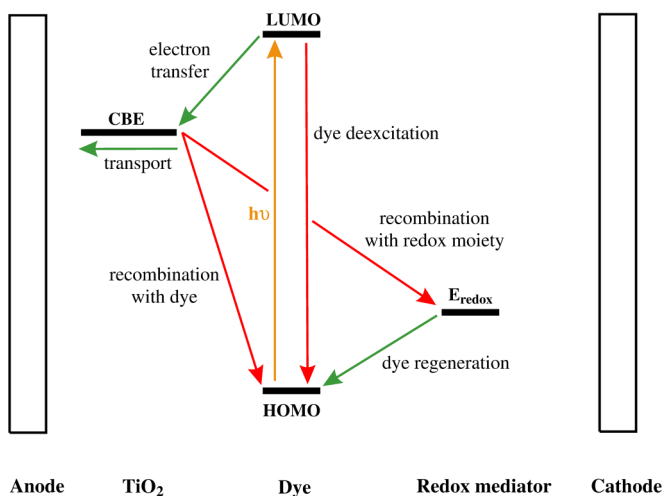 LUMO
electron
transfer
CBE
dye deexcitation
transport
hυ
recombination
with redox moiety
recombination
with dye
E_redox
dye regeneration
HOMO
Anode TiO₂ Dye Redox mediator Cathode